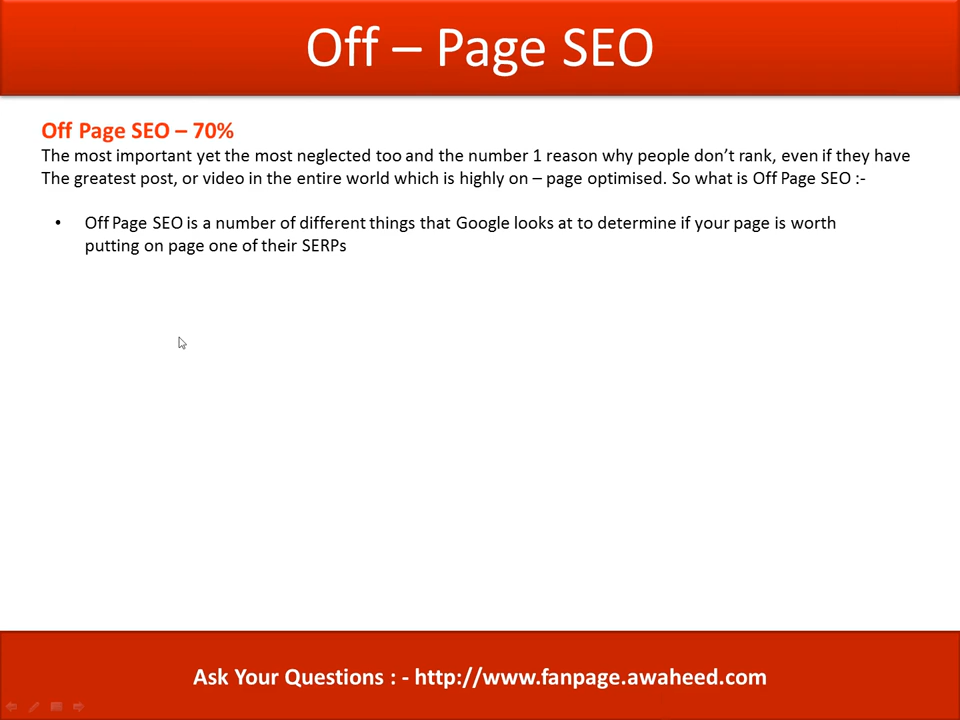 Off – Page SEO
Off Page SEO – 70%
The most important yet the most neglected too and the number 1 reason why people don’t rank, even if they have
The greatest post, or video in the entire world which is highly on – page optimised. So what is Off Page SEO :-
• Off Page SEO is a number of different things that Google looks at to determine if your page is worth
putting on page one of their SERPs
Ask Your Questions : - http://www.fanpage.awaheed.com